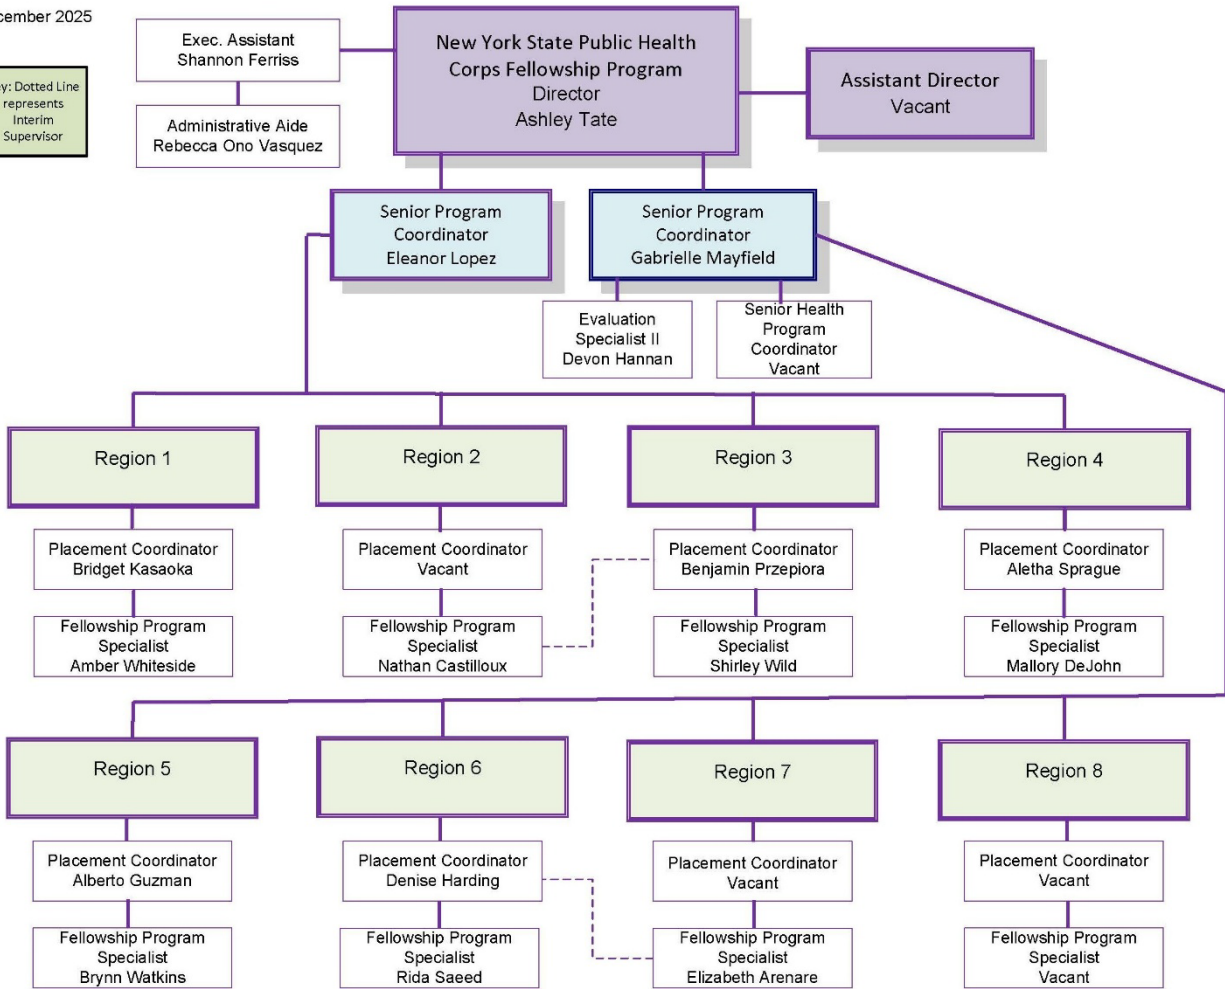 cember 2025
ey: Dotted Line
represents
Interim
Supervisor
Exec. Assistant
Shannon Ferriss
Administrative Aide
Rebecca Ono Vasquez
New York State Public Health
Corps Fellowship Program
Director
Ashley Tate
Assistant Director
Vacant
Senior Program
Coordinator
Eleanor Lopez
Senior Program
Coordinator
Gabrielle Mayfield
Evaluation
Specialist II
Devon Hannan
Senior Health
Program
Coordinator
Vacant
Region 1
Region 2
Region 3
Region 4
Placement Coordinator
Bridget Kasaoka
Placement Coordinator
Vacant
Placement Coordinator
Benjamin Przepiora
Placement Coordinator
Aletha Sprague
Fellowship Program
Specialist
Amber Whiteside
Fellowship Program
Specialist
Nathan Castilloux
Fellowship Program
Specialist
Shirley Wild
Fellowship Program
Specialist
Mallory DeJohn
Region 5
Region 6
Region 7
Region 8
Placement Coordinator
Alberto Guzman
Placement Coordinator
Denise Harding
Placement Coordinator
Vacant
Placement Coordinator
Vacant
Fellowship Program
Specialist
Brynn Watkins
Fellowship Program
Specialist
Rida Saeed
Fellowship Program
Specialist
Elizabeth Arenare
Fellowship Program
Specialist
Vacant